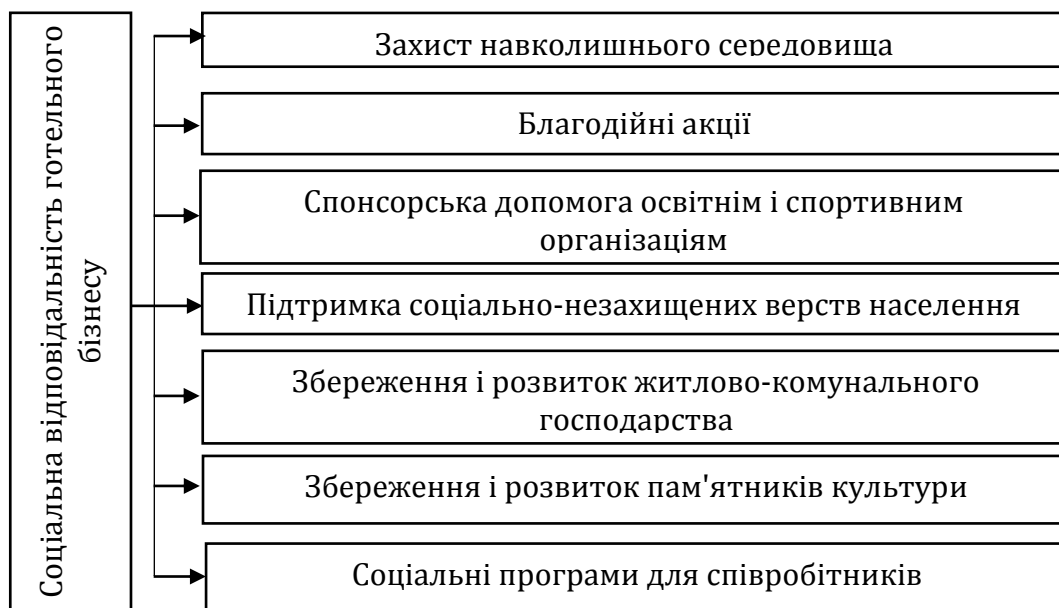 Соціальна відповідальність готельного
бізнесу
Захист навколишнього середовища
Благодійні акції
Спонсорська допомога освітнім і спортивним
організаціям
Підтримка соціально-незахищених верств населення
Збереження і розвиток житлово-комунального
господарства
Збереження і розвиток пам'ятників культури
Соціальні програми для співробітників